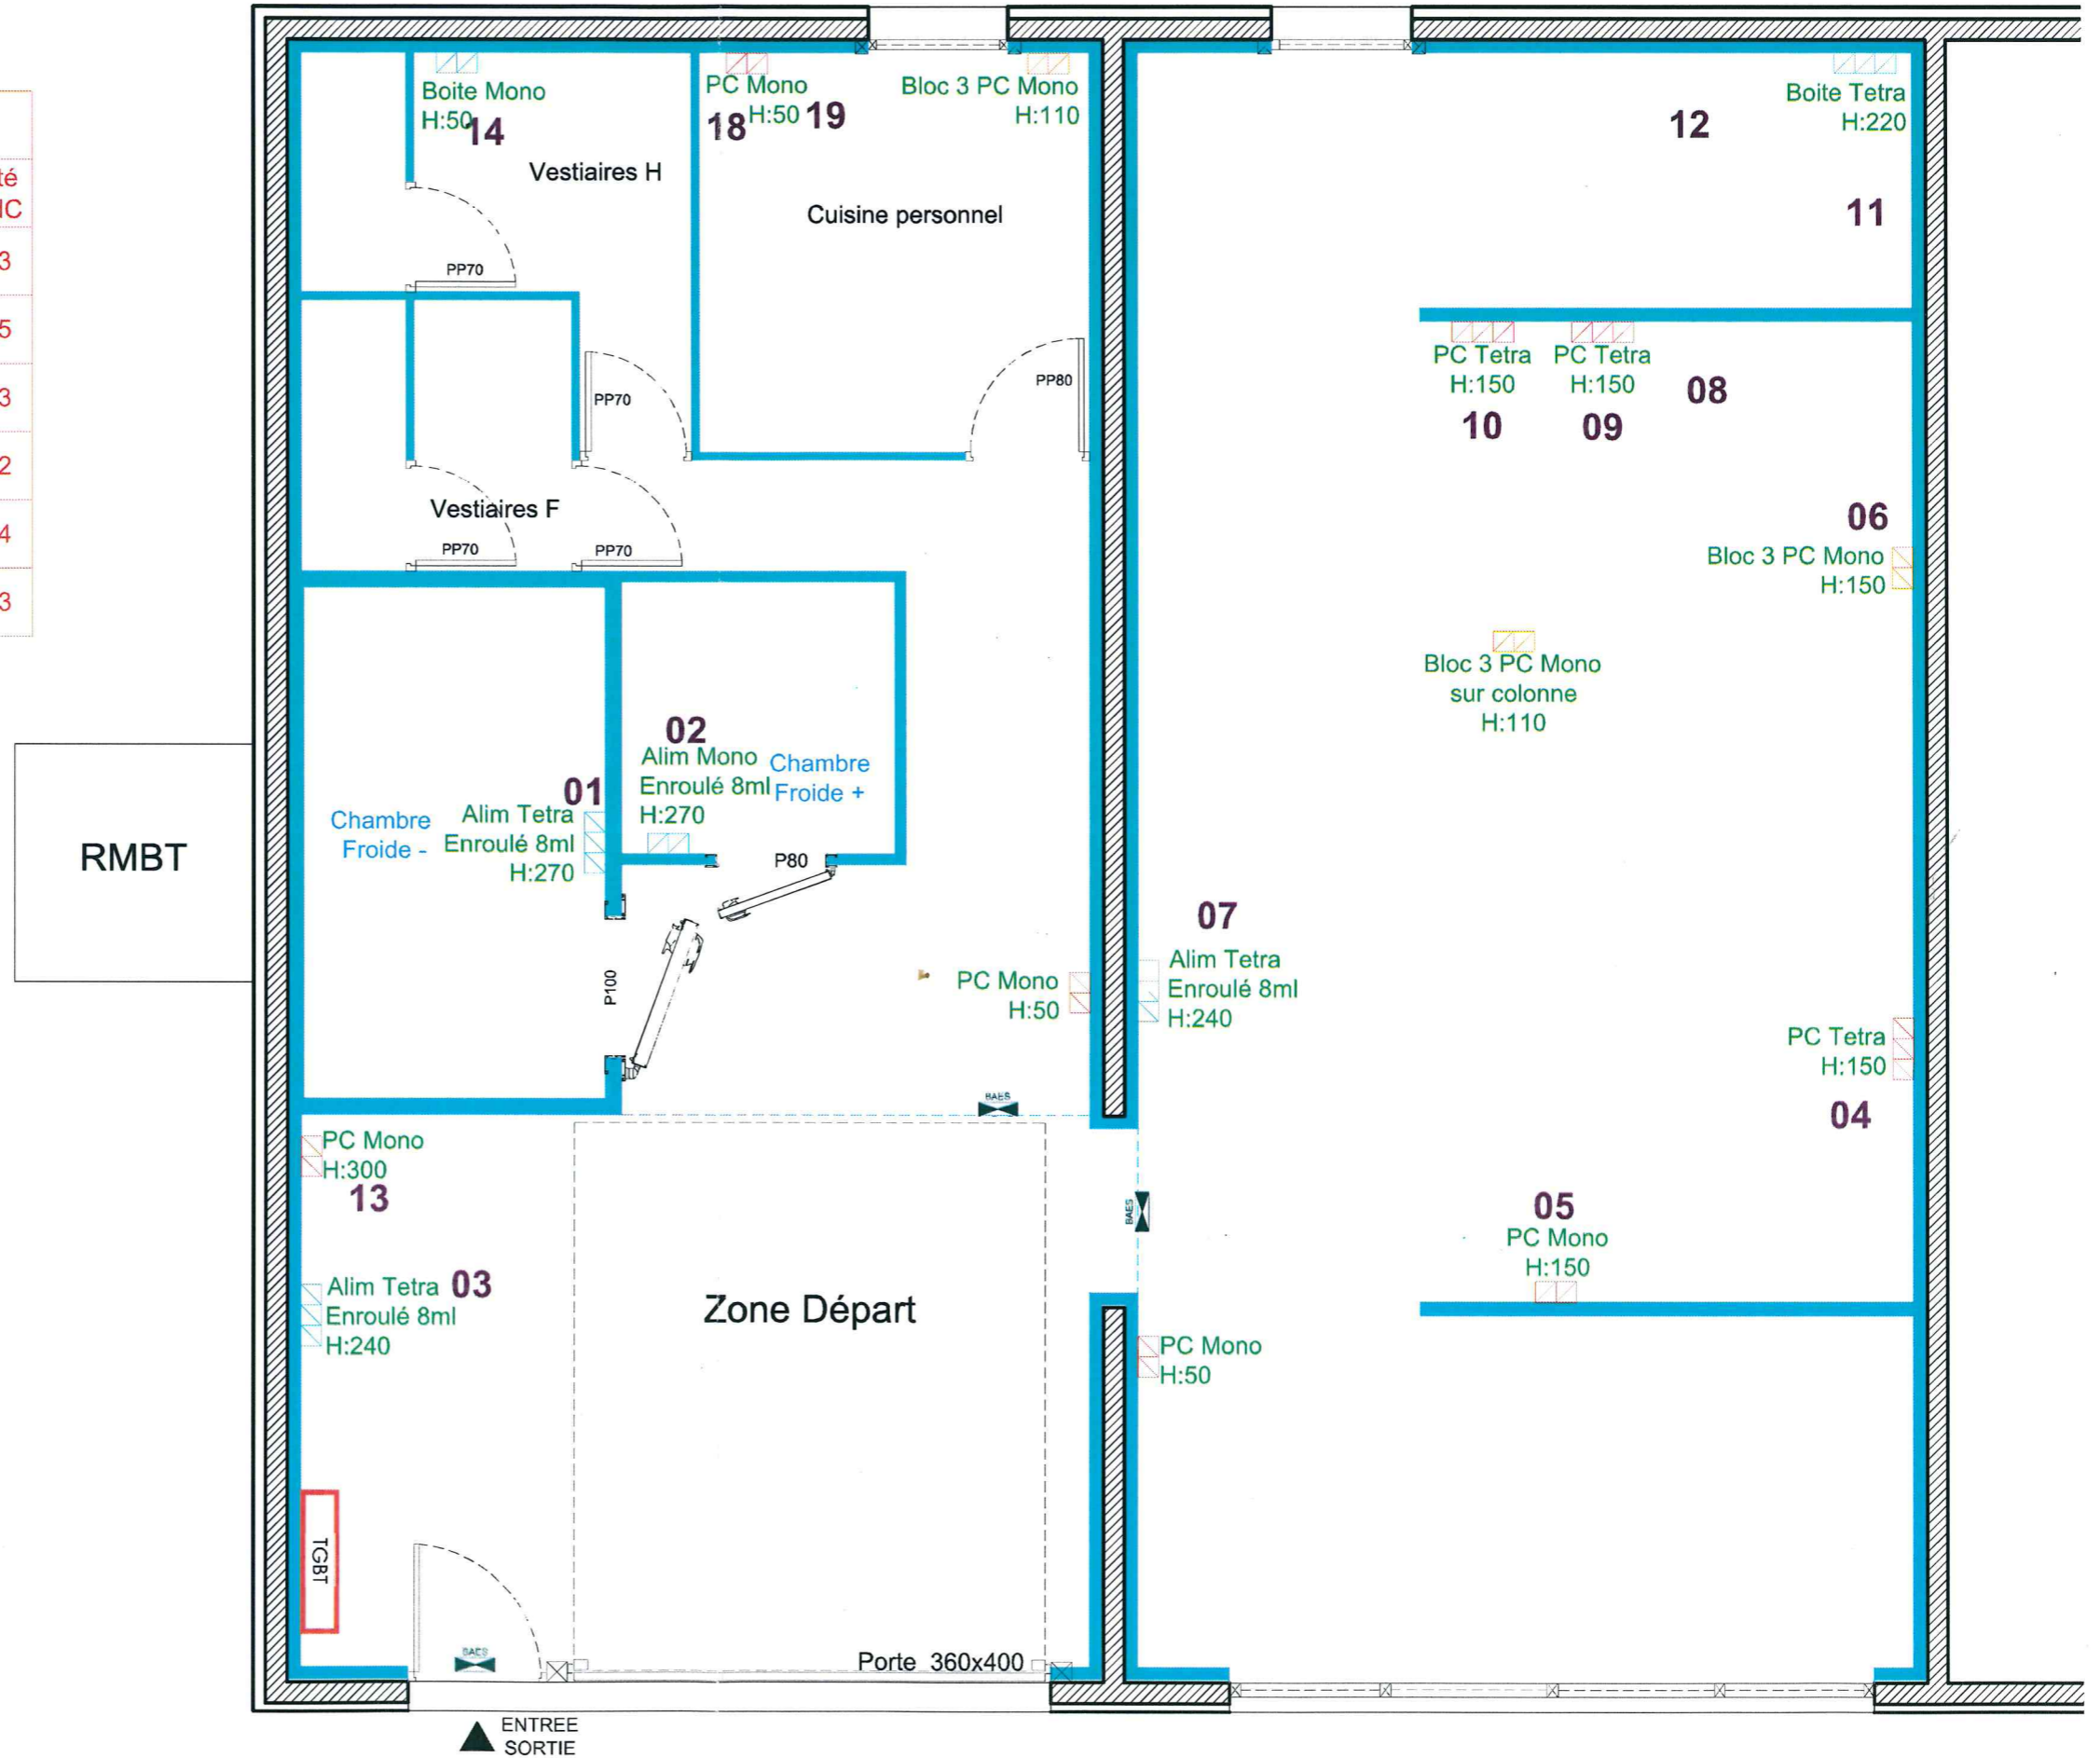 té
IC
3
5
3
2
4
3
Boite Mono
H:50
14
Vestiaires H
PP70
PC Mono
H:50
18
19
Bloc 3 PC Mono
H:110
Cuisine personnel
PP80
PP70
Vestiaires F
PP70
PP70
12
Boite Tetra
H:220
11
PC Tetra
H:150
10
PC Tetra
H:150
09
08
06
Bloc 3 PC Mono
H:150
Bloc 3 PC Mono
sur colonne
H:110
RMBT
Chambre
Froide -
01
Alim Tetra
Enroulé 8ml
H:270
02
Alim Mono
Enroulé 8ml
H:270
Chambre
Froide +
P80
P100
PC Mono
H:50
07
Alim Tetra
Enroulé 8ml
H:240
PC Tetra
H:150
04
BAES
PC Mono
H:300
13
BAES
05
PC Mono
H:150
Alim Tetra
Enroulé 8ml
H:240
03
Zone Départ
PC Mono
H:50
TGBT
BAES
Porte 360x400
ENTREE
SORTIE